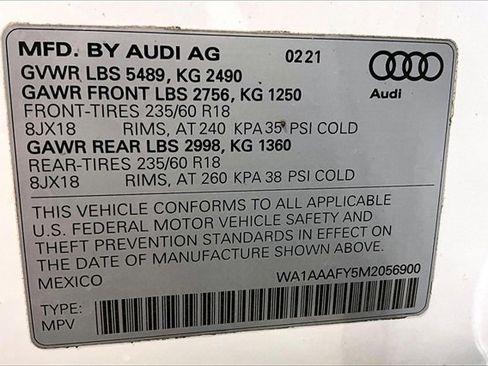 MFD. BY AUDI AG 02 21
GVWR LBS 5489, KG 2490
GAWR FRONT LBS 2756, KG 1250
FRONT-TIRES 235/60 R18
8JX18 RIMS, AT 240 KPA 35 PSI COLD
GAWR REAR LBS 2998, KG 1360
REAR-TIRES 235/60 R18
8JX18 RIMS, AT 260 KPA 38 PSI COLD
Audi
THIS VEHICLE CONFORMS TO ALL APPLICABLE
U.S. FEDERAL MOTOR VEHICLE SAFETY AND
THEFT PREVENTION STANDARDS IN EFFECT ON
THE DATE OF MANUFACTURE SHOWN ABOVE.
MEXICO WA1AAAFY5M2056900
TYPE:
MPV